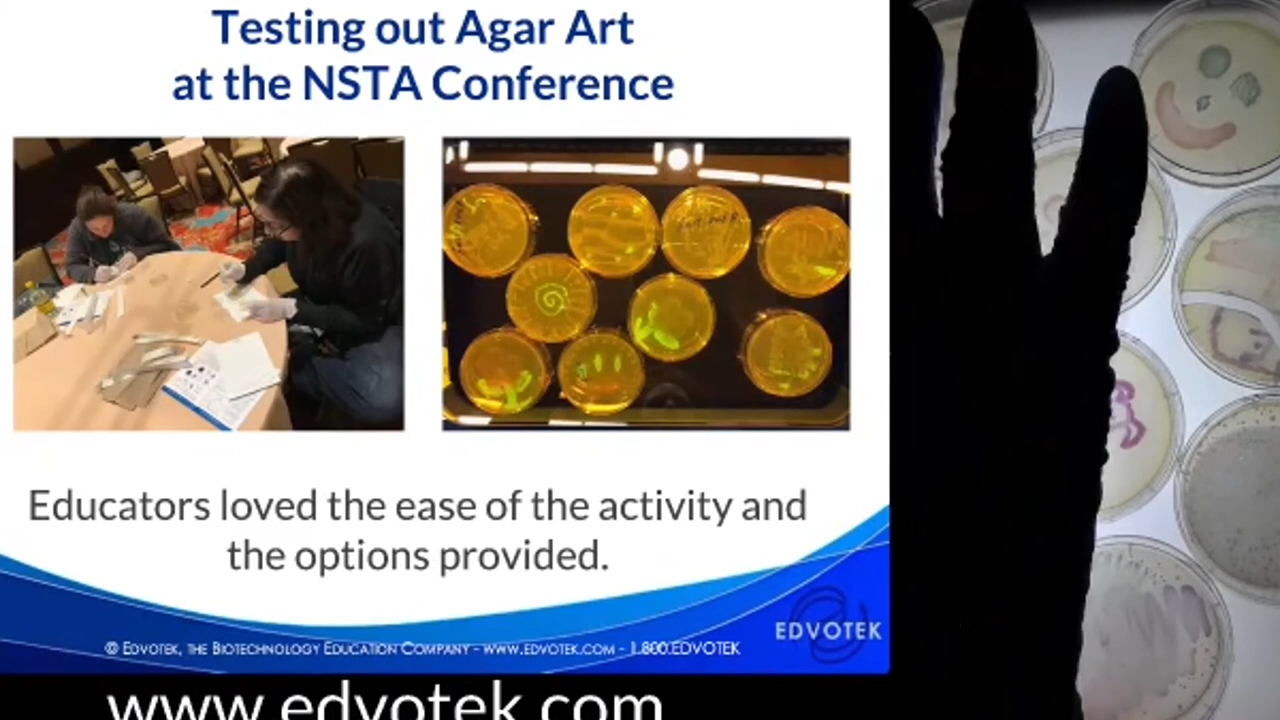 Testing out Agar Art
at the NSTA Conference
Educators loved the ease of the activity and
the options provided.
EDVOTEK
© EDVOTEK, THE BIOTECHNOLOGY EDUCATION COMPANY - WWW.EDVOTEK.COM - 1.800.EDVOTEK
www.edvotek.com